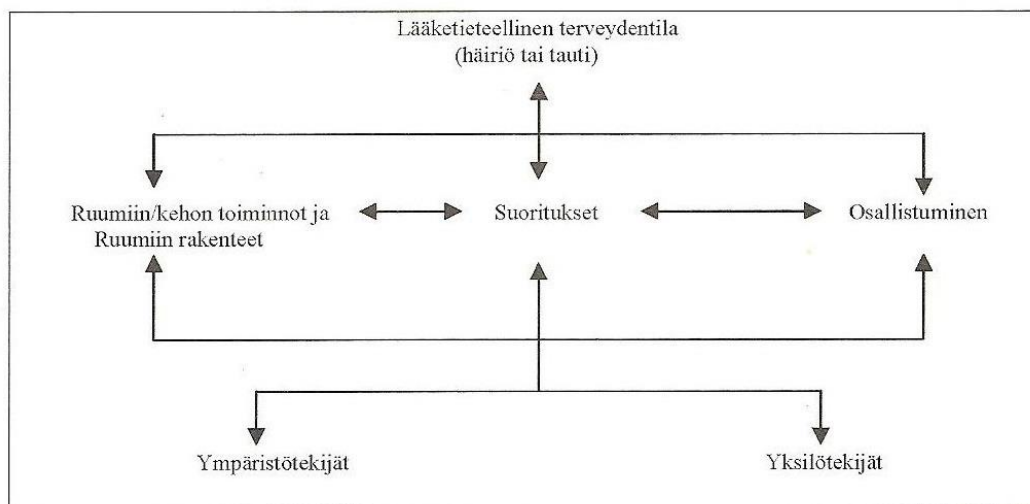 Lääketieteellinen terveydentila
(häiriö tai tauti)
Ruumiin/kehon toiminnot ja
Ruumiin rakenteet
Suoritukset
Osallistuminen
Ympäristötekijät
Yksilötekijät